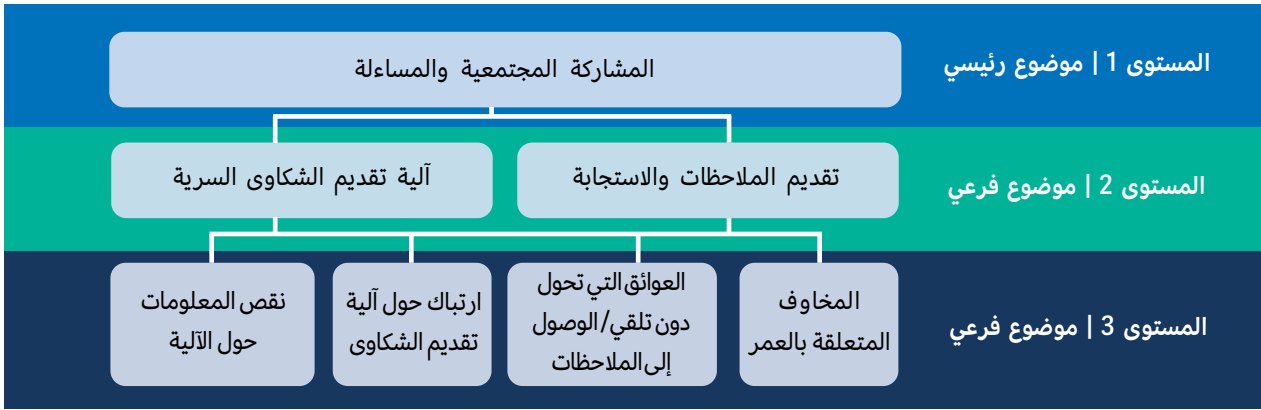 المستوى 1 | موضوع رئيسي
المشاركة المجتمعية والمساءلة
المستوى 2 | موضوع فرعي
تقديم الملاحظات والاستجابة
آلية تقديم الشكاوى السرية
المستوى 3 | موضوع فرعي
المخاوف
المتعلقة بالعمر
العوائق التي تحول
دون تلقي/الوصول
إلى الملاحظات
ارتباك حول آلية
تقديم الشكاوى
نقص المعلومات
حول الآلية